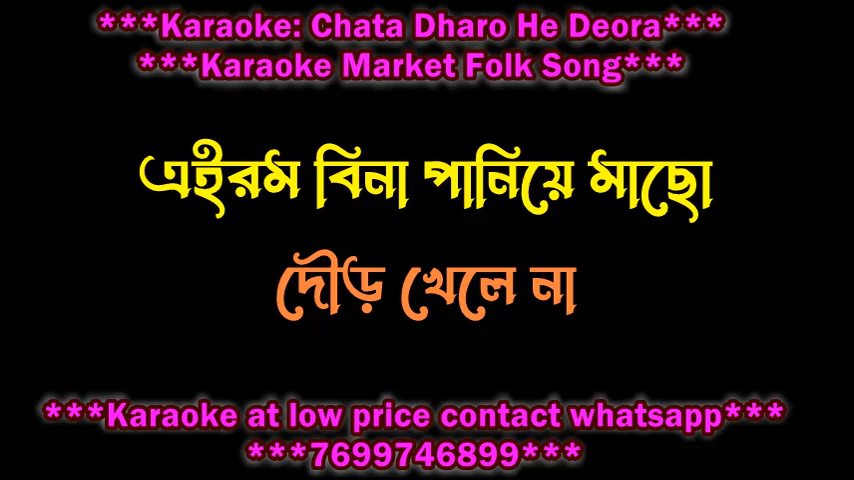 ***Karaoke: Chata Dharo He Deora***
***Karaoke Market Folk Song***
এইরম বিনা পানিয়ে মাছো
দৌড় খেলে না
***Karaoke at low price contact whatsapp***
***7699746899***